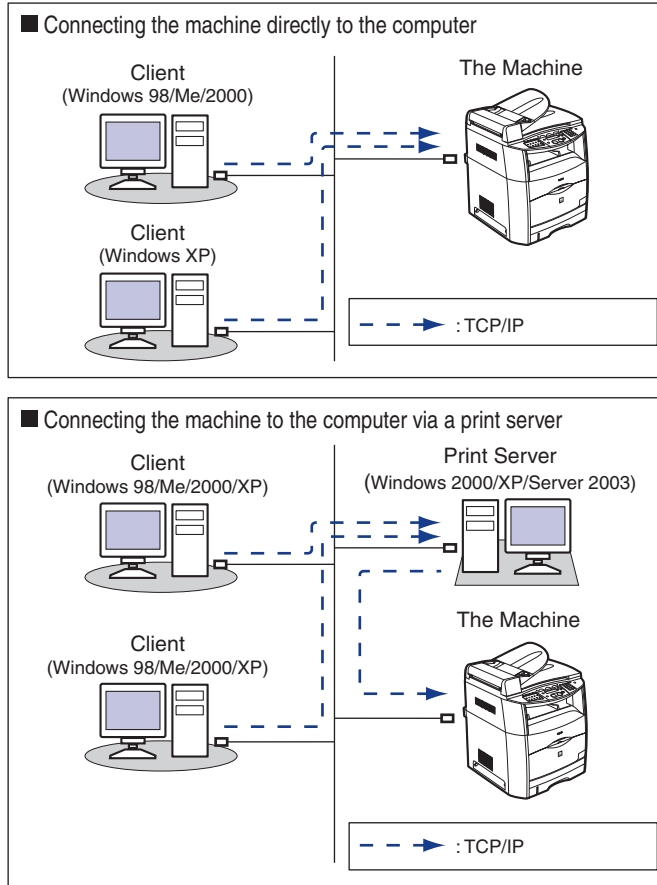 ■ Connecting the machine directly to the computer
Client
(Windows 98/Me/2000)
The Machine
Client
(Windows XP)
: TCP/IP
■ Connecting the machine to the computer via a print server
Client
(Windows 98/Me/2000/XP)
Print Server
(Windows 2000/XP/Server 2003)
The Machine
Client
(Windows 98/Me/2000/XP)
: TCP/IP